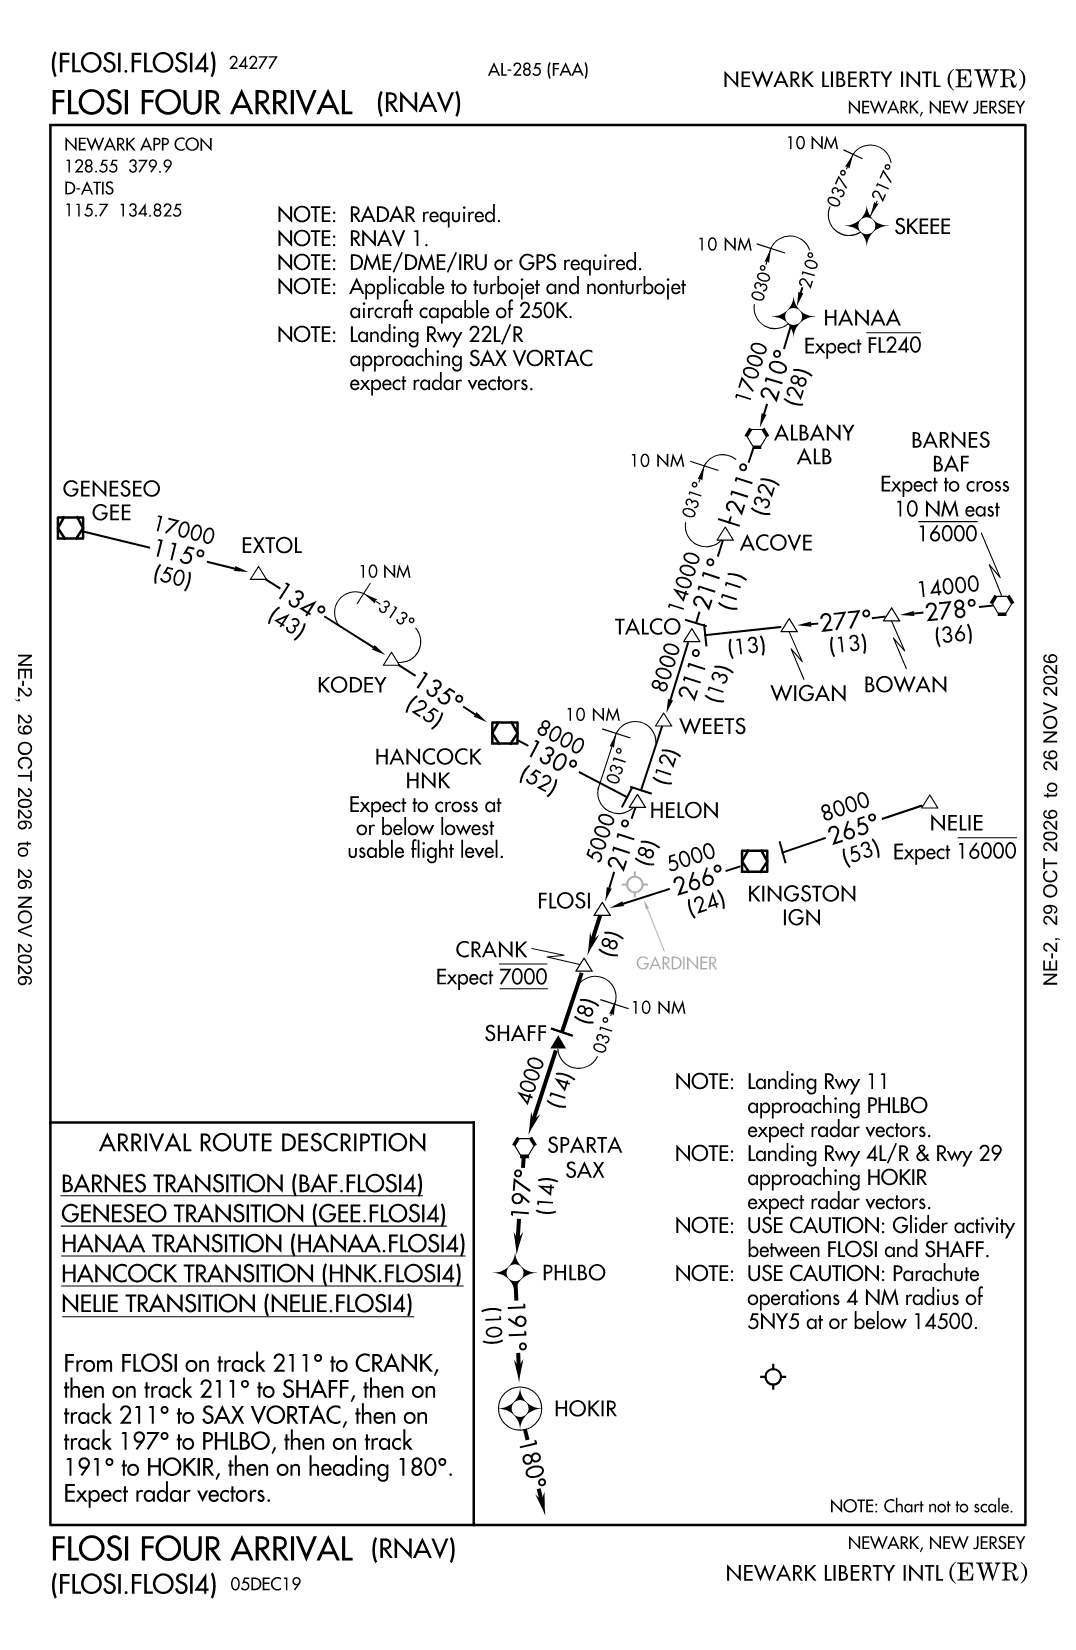 (FLOSI.FLOSI4) 24277
AL-285 (FAA)
NEWARK LIBERTY INTL (EWR)
FLOSI FOUR ARRIVAL (RNAV)
NEWARK, NEW JERSEY
NEWARK APP CON
128.55 379.9
D-ATIS
115.7 134.825
NOTE: RADAR required.
NOTE: RNAV 1.
NOTE: DME/DME/IRU or GPS required.
NOTE: Applicable to turbojet and nonturbojet
aircraft capable of 250K.
NOTE: Landing Rwy 22L/R
approaching SAX VORTAC
expect radar vectors.
10 NM
037°
217°
SKEEE
10 NM
030°
210°
HANAA
Expect FL240
17000
210°
(28)
ALBANY
ALB
10 NM
031°
211°
(32)
ACOVE
BARNES
BAF
Expect to cross
10 NM east
16000
14000
278°
(36)
BOWAN
277°
(13)
WIGAN
(13)
14000
211°
(11)
TALCO
8000
211°
(13)
WEETS
(12)
GENESEO
GEE
17000
115°
(50)
EXTOL
134°
(43)
10 NM
313°
KODEY
135°
(25)
HANCOCK
HNK
Expect to cross at
or below lowest
usable flight level.
8000
130°
(52)
10 NM
031°
HELON
5000
211°
(8)
NELIE
Expect 16000
8000
265°
(53)
KINGSTON
IGN
5000
266°
(24)
GARDINER
FLOSI
(8)
CRANK
Expect 7000
(8)
10 NM
031°
SHAFF
4000
(14)
SPARTA
SAX
197°
(14)
PHLBO
191°
(10)
HOKIR
180°
NOTE: Landing Rwy 11
approaching PHLBO
expect radar vectors.
NOTE: Landing Rwy 4L/R & Rwy 29
approaching HOKIR
expect radar vectors.
NOTE: USE CAUTION: Glider activity
between FLOSI and SHAFF.
NOTE: USE CAUTION: Parachute
operations 4 NM radius of
5NY5 at or below 14500.
NOTE: Chart not to scale.
ARRIVAL ROUTE DESCRIPTION
BARNES TRANSITION (BAF.FLOSI4)
GENESEO TRANSITION (GEE.FLOSI4)
HANAA TRANSITION (HANAA.FLOSI4)
HANCOCK TRANSITION (HNK.FLOSI4)
NELIE TRANSITION (NELIE.FLOSI4)
From FLOSI on track 211° to CRANK,
then on track 211° to SHAFF, then on
track 211° to SAX VORTAC, then on
track 197° to PHLBO, then on track
191° to HOKIR, then on heading 180°.
Expect radar vectors.
NE-2, 29 OCT 2026 to 26 NOV 2026
NE-2, 29 OCT 2026 to 26 NOV 2026
FLOSI FOUR ARRIVAL (RNAV)
NEWARK, NEW JERSEY
(FLOSI.FLOSI4) 05DEC19
NEWARK LIBERTY INTL (EWR)